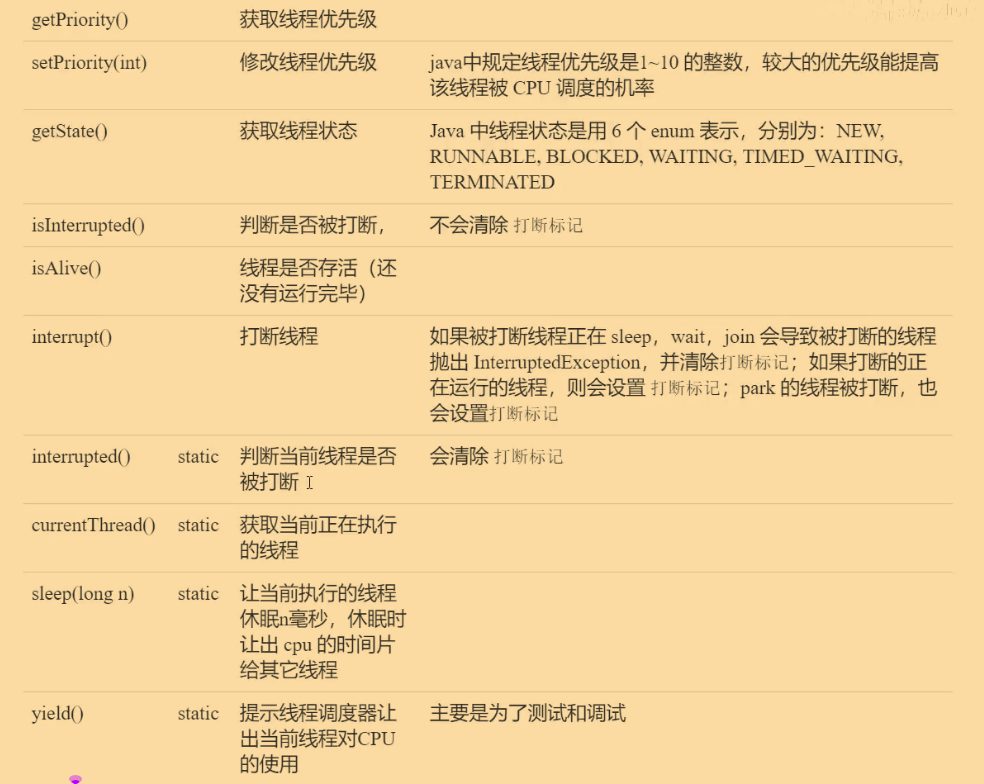 getPriority() 获取线程优先级
setPriority(int) 修改线程优先级 java中规定线程优先级是1~10 的整数，较大的优先级能提高
该线程被 CPU 调度的机率
getState() 获取线程状态 Java 中线程状态是用 6 个 enum 表示，分别为：NEW,
RUNNABLE, BLOCKED, WAITING, TIMED_WAITING,
TERMINATED
isInterrupted() 判断是否被打断， 不会清除 打断标记
isAlive() 线程是否存活（还
没有运行完毕）
interrupt() 打断线程 如果被打断线程正在 sleep，wait，join 会导致被打断的线程
抛出 InterruptedException，并清除打断标记；如果打断的正
在运行的线程，则会设置 打断标记；park 的线程被打断，也
会设置打断标记
interrupted() static 判断当前线程是否 会清除 打断标记
被打断
currentThread() static 获取当前正在执行
的线程
sleep(long n) static 让当前执行的线程
休眠n毫秒，休眠时
让出 cpu 的时间片
给其它线程
yield() static 提示线程调度器让 主要是为了测试和调试
出当前线程对CPU
的使用